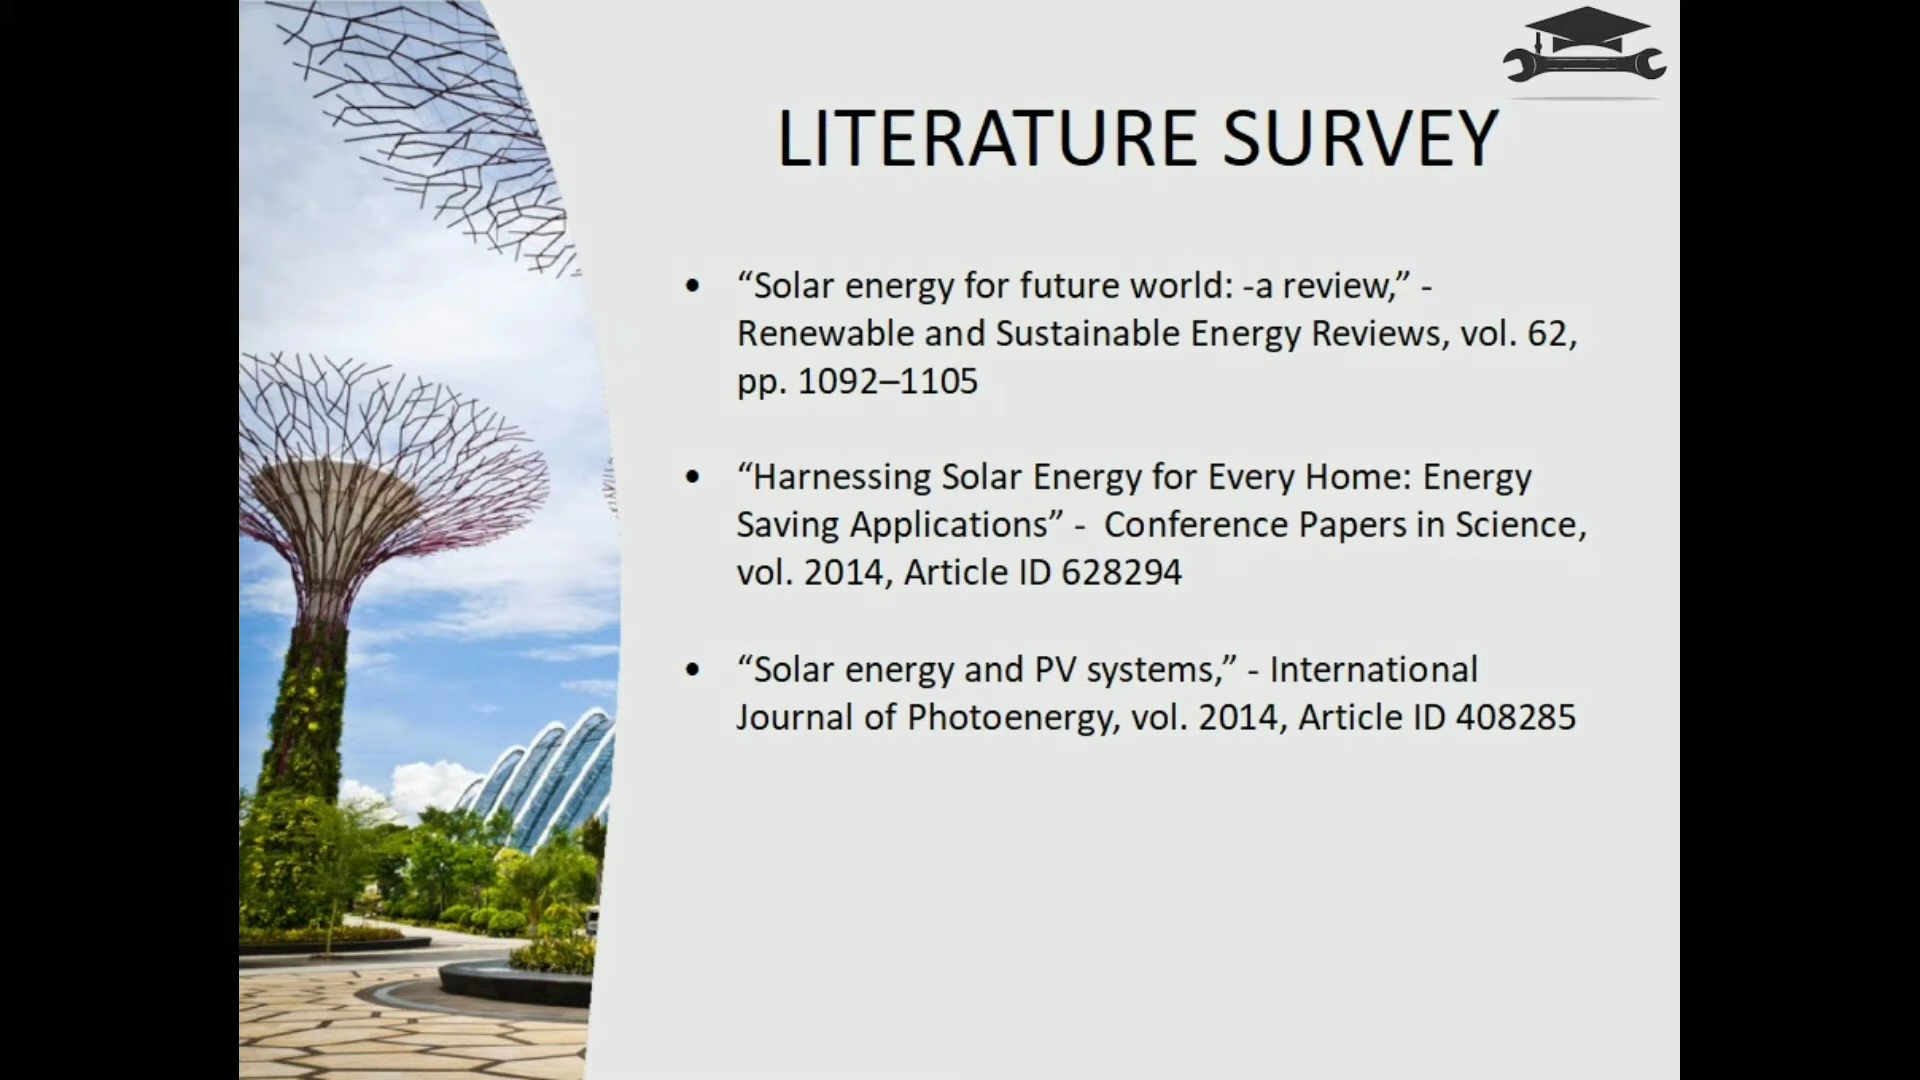 LITERATURE SURVEY
• “Solar energy for future world: -a review,” -
Renewable and Sustainable Energy Reviews, vol. 62,
pp. 1092–1105
• “Harnessing Solar Energy for Every Home: Energy
Saving Applications” -  Conference Papers in Science,
vol. 2014, Article ID 628294
• “Solar energy and PV systems,” - International
Journal of Photoenergy, vol. 2014, Article ID 408285